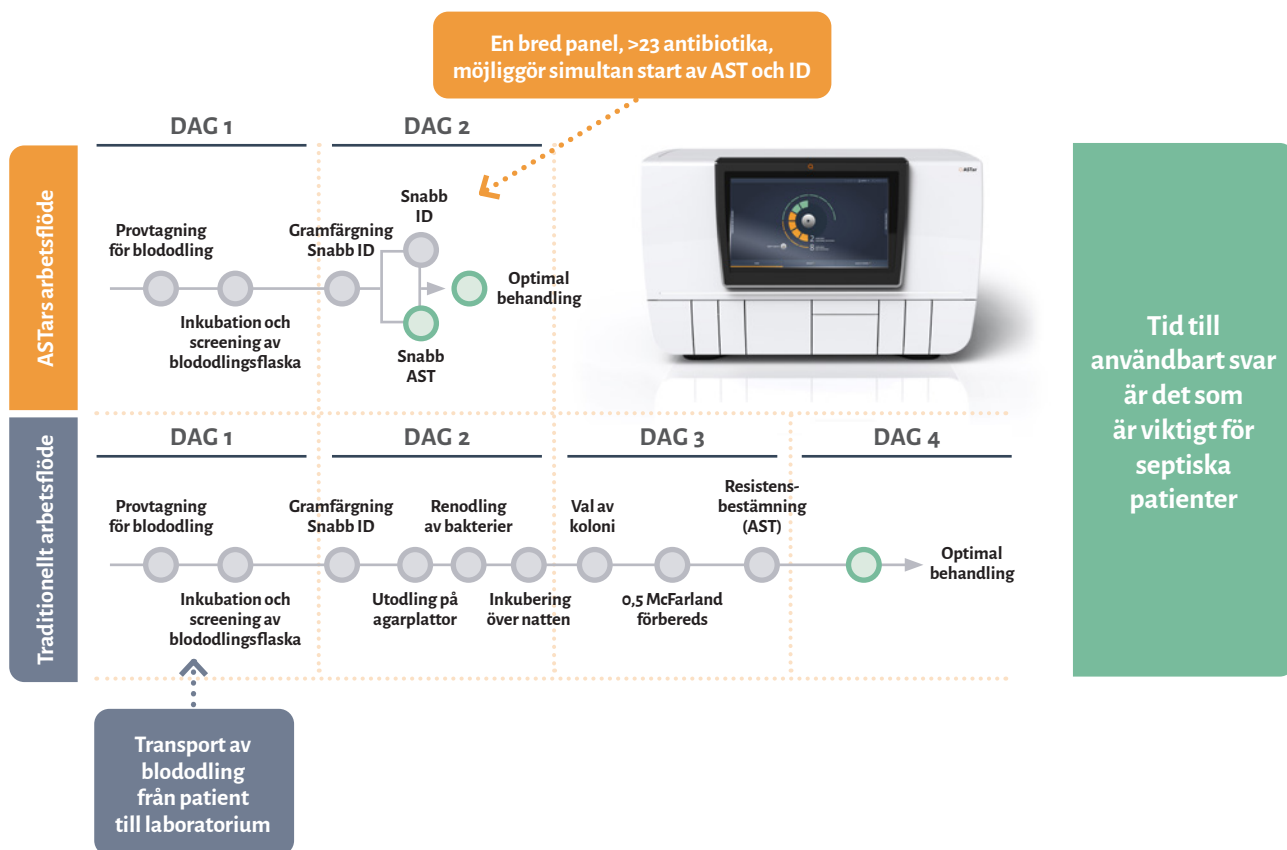 En bred panel, >23 antibiotika,
möjliggör simultan start av AST och ID
DAG 1
DAG 2
ASTars arbetsflöde
Provtagning
för blododling
Inkubation och
screening av
blododlingsflaska
Gramfärgning
Snabb ID
Snabb
ID
Snabb
AST
Optimal
behandling
ASTar
2
8
Tid till
användbart svar
är det som
är viktigt för
septiska
patienter
Traditionellt arbetsflöde
DAG 1
DAG 2
DAG 3
DAG 4
Provtagning
för blododling
Inkubation och
screening av
blododlingsflaska
Gramfärgning
Snabb ID
Utodling på
agarplattor
Renodling
av bakterier
Inkubering
över natten
Val av
koloni
0,5 McFarland
förbereds
Resistens-
bestämning
(AST)
Optimal
behandling
Transport av
blododling
från patient
till laboratorium